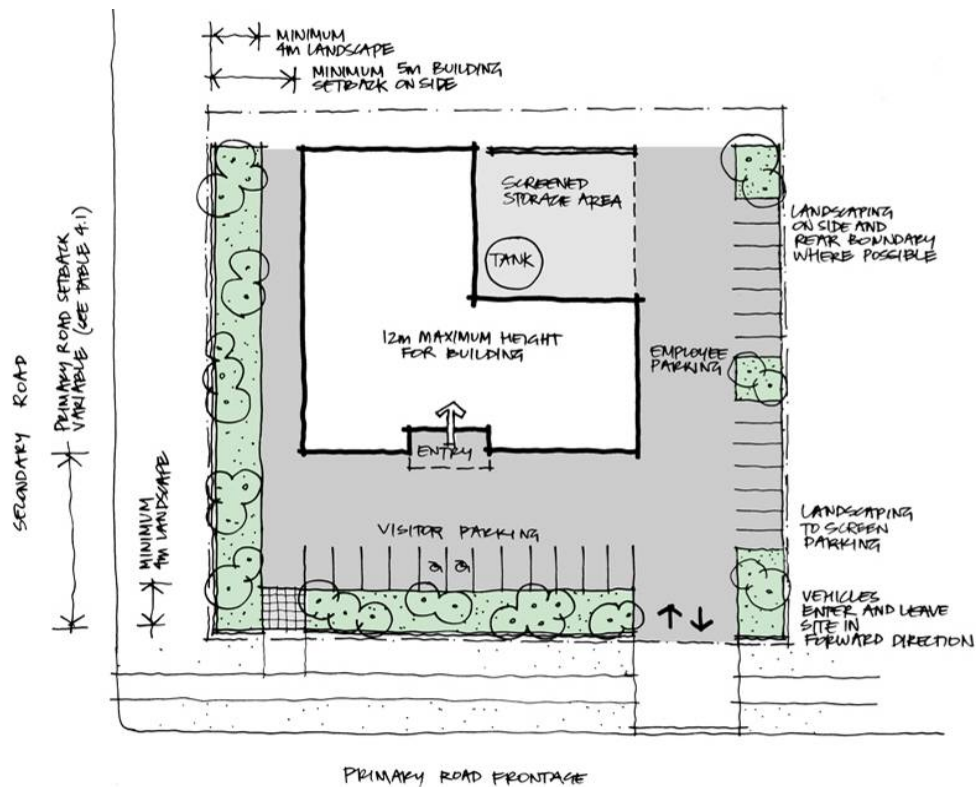 MINIMUM
4M LANDSCAPE
MINIMUM 5M BUILDING
SETBACK ON SIDE
SCREENED
STORAGE AREA
TANK
LANDSCAPING
ON SIDE AND
REAR BOUNDARY
WHERE POSSIBLE
12M MAXIMUM HEIGHT
FOR BUILDING
EMPLOYEE
PARKING
ENTRY
SECONDARY ROAD
PRIMARY ROAD SETBACK
VARIABLE (SEE TABLE 4.1)
MINIMUM
4M LANDSCAPE
VISITOR PARKING
LANDSCAPING
TO SCREEN
PARKING
VEHICLES
ENTER AND LEAVE
SITE IN
FORWARD DIRECTION
PRIMARY ROAD FRONTAGE